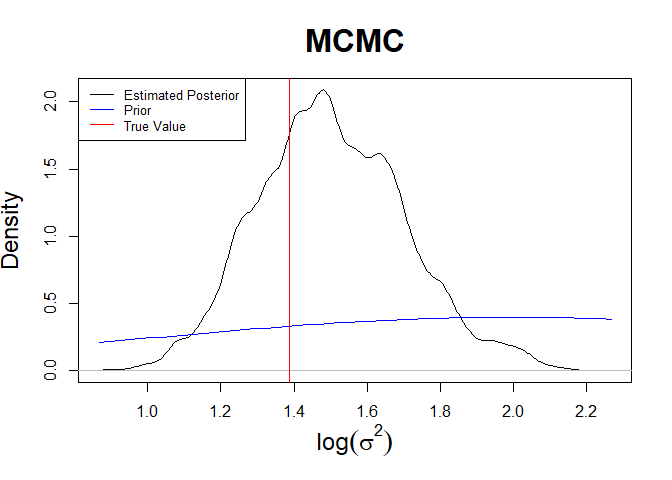 MCMC
Estimated Posterior
Prior
True Value
Density
2.0
1.5
1.0
0.5
0.0
1.0 1.2 1.4 1.6 1.8 2.0 2.2
log(σ²)